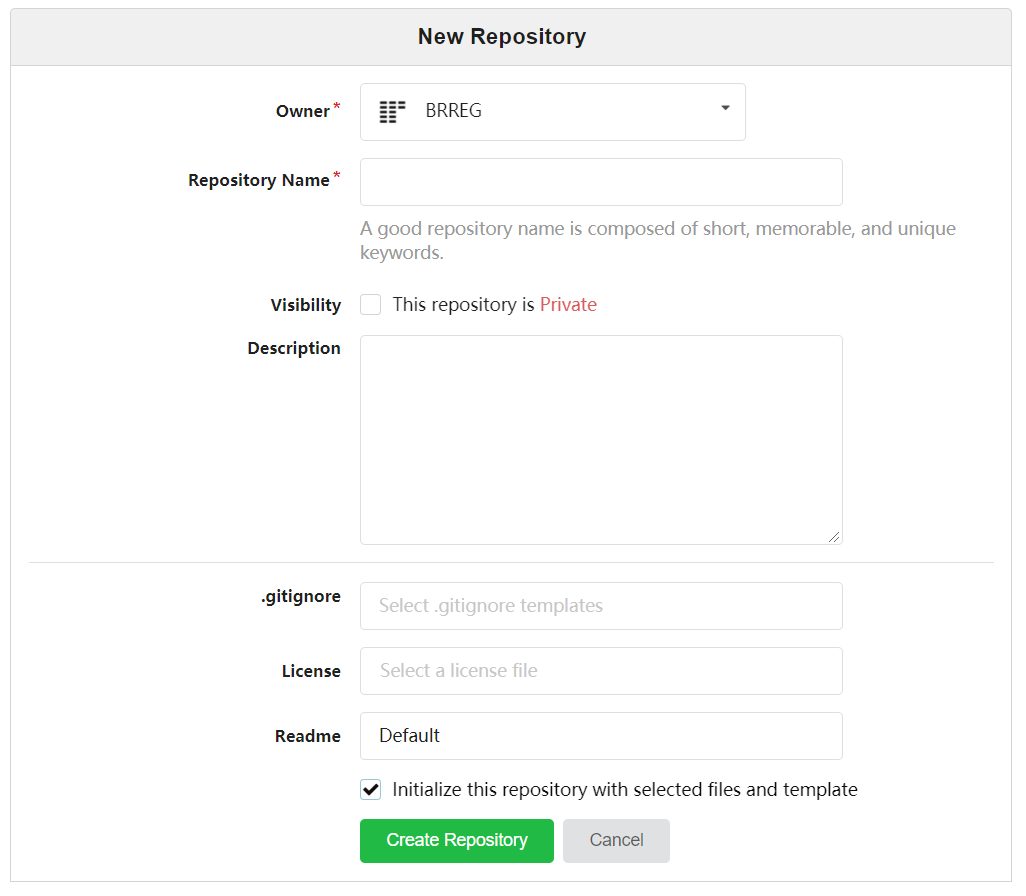 New Repository
Owner*
BRREG
Repository Name*
A good repository name is composed of short, memorable, and unique
keywords.
Visibility
This repository is Private
Description
.gitignore
Select .gitignore templates
License
Select a license file
Readme
Default
Initialize this repository with selected files and template
Create Repository
Cancel